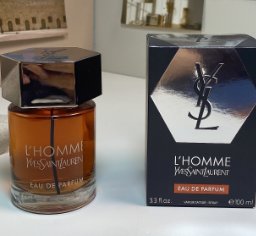 L'HOMME
YVESSAINTLAURENT
EAU DE PARFUM
YSL
L'HOMME
YVESSAINTLAURENT
EAU DE PARFUM
3.3 fl.oz. ℮100 ml